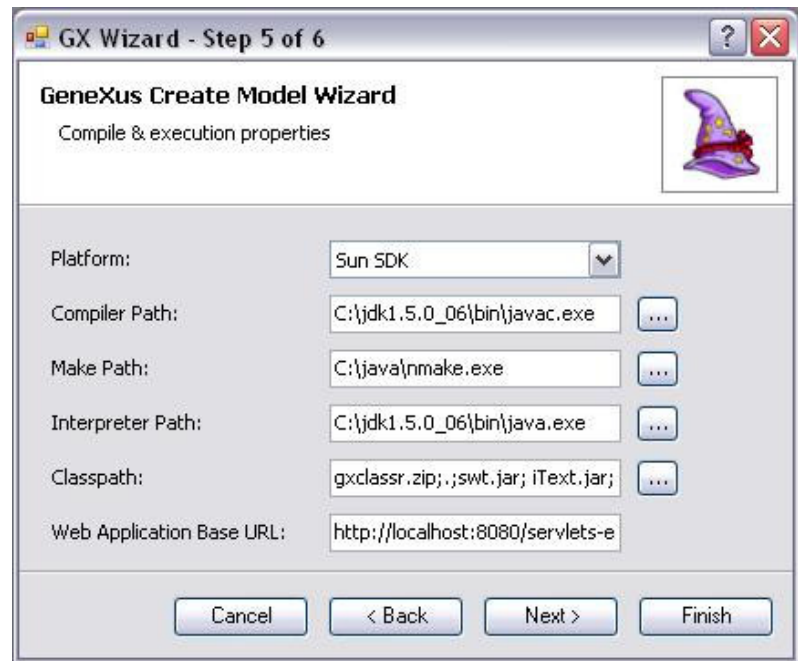 GX Wizard - Step 5 of 6
GeneXus Create Model Wizard
Compile & execution properties
Platform: Sun SDK
Compiler Path: C:\jdk1.5.0_06\bin\javac.exe ...
Make Path: C:\java\nmake.exe ...
Interpreter Path: C:\jdk1.5.0_06\bin\java.exe ...
Classpath: gxclassr.zip;.;swt.jar; iText.jar; ...
Web Application Base URL: http://localhost:8080/servlets-e
Cancel < Back Next > Finish